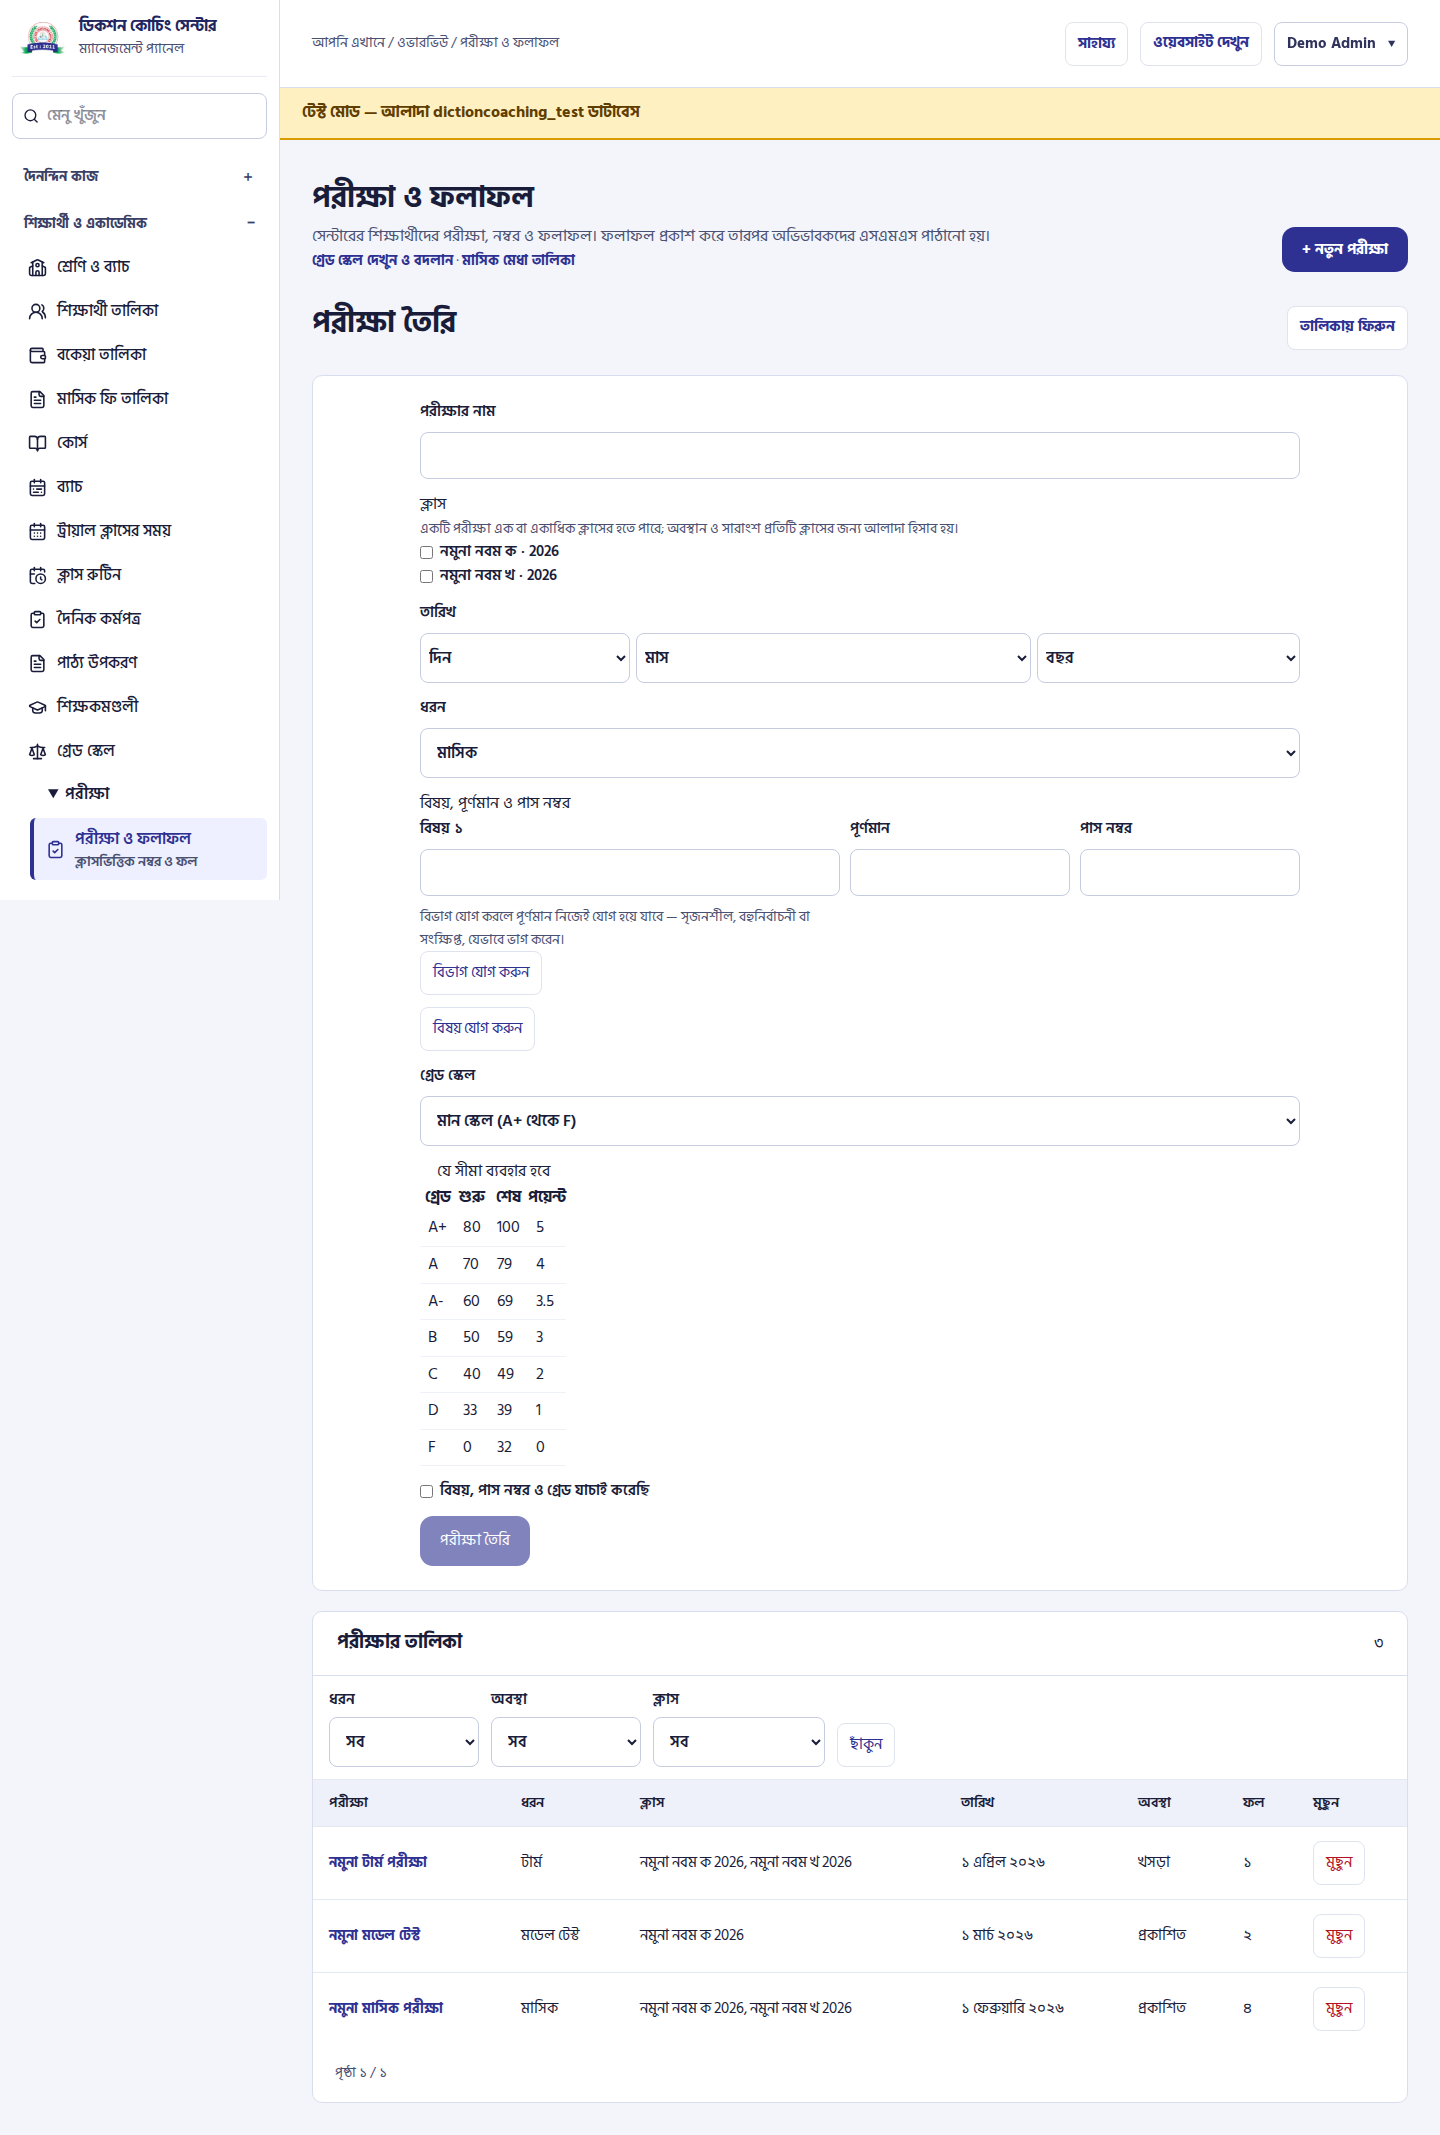 ডিকশন কোচিং সেন্টার
ম্যানেজমেন্ট প্যানেল
Est : 2011
মেনু খুঁজুন
দৈনন্দিন কাজ +
শিক্ষার্থী ও একাডেমিক −
শ্রেণি ও ব্যাচ
শিক্ষার্থী তালিকা
বকেয়া তালিকা
মাসিক ফি তালিকা
কোর্স
ব্যাচ
ট্রায়াল ক্লাসের সময়
ক্লাস রুটিন
দৈনিক কর্মপত্র
পাঠ্য উপকরণ
শিক্ষকমণ্ডলী
গ্রেড স্কেল
▼ পরীক্ষা
পরীক্ষা ও ফলাফল
ক্লাসভিত্তিক নম্বর ও ফল
আপনি এখানে / ওভারভিউ / পরীক্ষা ও ফলাফল
সাহায্য
ওয়েবসাইট দেখুন
Demo Admin ▼
টেস্ট মোড — আলাদা dictioncoaching_test ডাটাবেস
পরীক্ষা ও ফলাফল
সেন্টারের শিক্ষার্থীদের পরীক্ষা, নম্বর ও ফলাফল। ফলাফল প্রকাশ করে তারপর অভিভাবকদের এসএমএস পাঠানো হয়।
গ্রেড স্কেল দেখুন ও বদলান · মাসিক মেধা তালিকা
+ নতুন পরীক্ষা
পরীক্ষা তৈরি
তালিকায় ফিরুন
পরীক্ষার নাম
ক্লাস
একটি পরীক্ষা এক বা একাধিক ক্লাসের হতে পারে; অবস্থান ও সারাংশ প্রতিটি ক্লাসের জন্য আলাদা হিসাব হয়।
নমুনা নবম ক · 2026
নমুনা নবম খ · 2026
তারিখ
দিন মাস বছর
ধরন
মাসিক
বিষয়, পূর্ণমান ও পাস নম্বর
বিষয় ১ পূর্ণমান পাস নম্বর
বিভাগ যোগ করলে পূর্ণমান নিজেই যোগ হয়ে যাবে — সৃজনশীল, বহুনির্বাচনী বা
সংক্ষিপ্ত, যেভাবে ভাগ করেন।
বিভাগ যোগ করুন
বিষয় যোগ করুন
গ্রেড স্কেল
মান স্কেল (A+ থেকে F)
যে সীমা ব্যবহার হবে
গ্রেড শুরু শেষ পয়েন্ট
A+ 80 100 5
A 70 79 4
A- 60 69 3.5
B 50 59 3
C 40 49 2
D 33 39 1
F 0 32 0
বিষয়, পাস নম্বর ও গ্রেড যাচাই করেছি
পরীক্ষা তৈরি
পরীক্ষার তালিকা ৩
ধরন অবস্থা ক্লাস
সব সব সব ছাঁকুন
পরীক্ষা ধরন ক্লাস তারিখ অবস্থা ফল মুছুন
নমুনা টার্ম পরীক্ষা টার্ম নমুনা নবম ক 2026, নমুনা নবম খ 2026 ১ এপ্রিল ২০২৬ খসড়া ১ মুছুন
নমুনা মডেল টেস্ট মডেল টেস্ট নমুনা নবম ক 2026 ১ মার্চ ২০২৬ প্রকাশিত ২ মুছুন
নমুনা মাসিক পরীক্ষা মাসিক নমুনা নবম ক 2026, নমুনা নবম খ 2026 ১ ফেব্রুয়ারি ২০২৬ প্রকাশিত ৪ মুছুন
পৃষ্ঠা ১ / ১